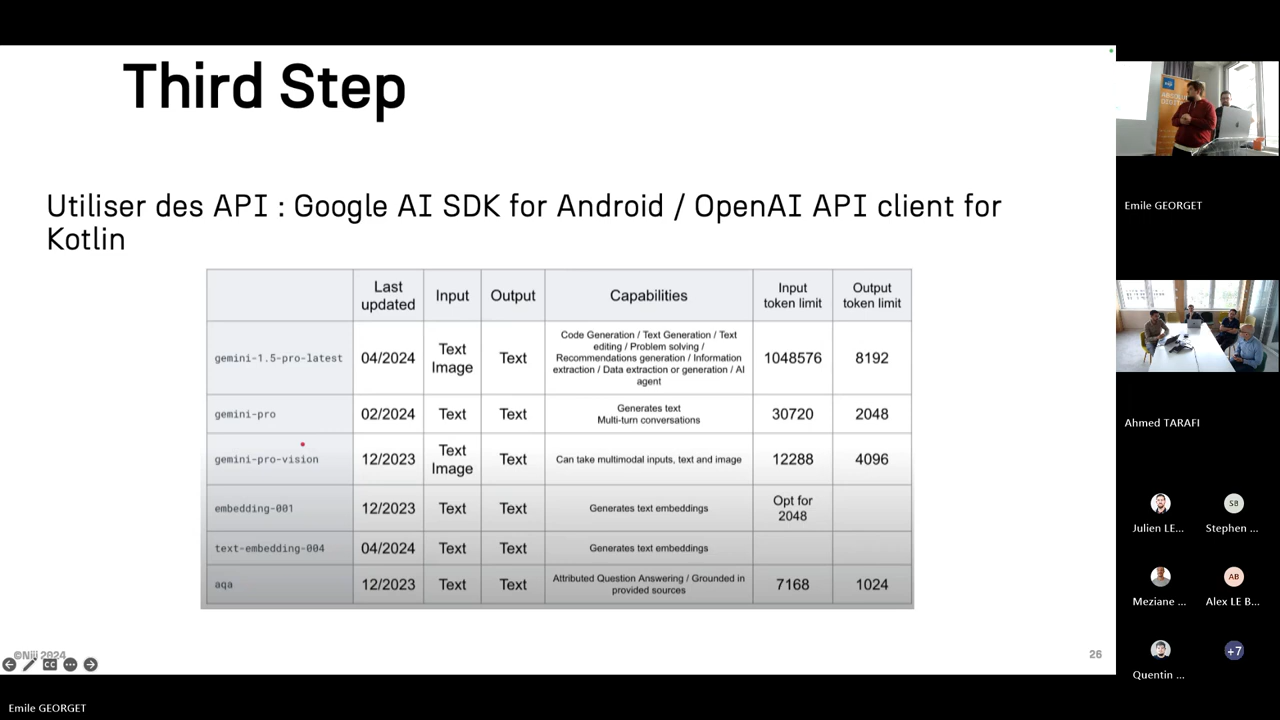 Third Step
Utiliser des API : Google AI SDK for Android / OpenAI API client for
Kotlin
Last
updated
Input
Output
Capabilities
Input
token limit
Output
token limit
gemini-1.5-pro-latest
04/2024
Text
Image
Text
Code Generation / Text Generation / Text
editing / Problem solving /
Recommendations generation / Information
extraction / Data extraction or generation / AI
agent
1048576
8192
gemini-pro
02/2024
Text
Text
Generates text
Multi-turn conversations
30720
2048
gemini-pro-vision
12/2023
Text
Image
Text
Can take multimodal inputs, text and image
12288
4096
embedding-001
12/2023
Text
Text
Generates text embeddings
Opt for
2048
text-embedding-004
04/2024
Text
Text
Generates text embeddings
aqa
12/2023
Text
Text
Attributed Question Answering / Grounded in
provided sources
7168
1024
©Niji 2024
26
CC
Emile GEORGET
Emile GEORGET
Ahmed TARAFI
SB
Julien LE...
Stephen ...
AB
Meziane ...
Alex LE B...
+7
Quentin ...